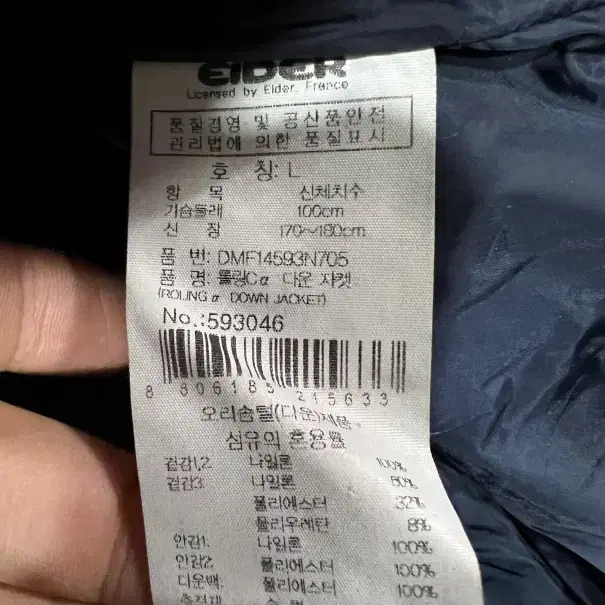 EIDER
Licensed by Eider, France
품질경영 및 공산품안전
관리법에 의한 품질표시
호 칭: L
항 목 신체치수
가슴둘레 100cm
신 장 170~180cm
품 번: DMF14593N705
품 명: 롤링Cα 다운 자켓
(ROLING α DOWN JACKET)
No.:593046
8 806185 215633
오리솜털(다운)제품
섬유의 혼용률
겉감1,2 나일론 100%
겉감3: 나일론 60%
폴리에스터 32%
폴리우레탄 8%
안감1: 나일론 100%
안감2: 폴리에스터 100%
다운백: 폴리에스터 100%
충전재